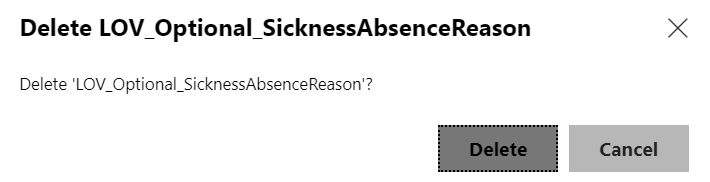 Delete LOV_Optional_SicknessAbsenceReason
Delete 'LOV_Optional_SicknessAbsenceReason'?
Delete
Cancel